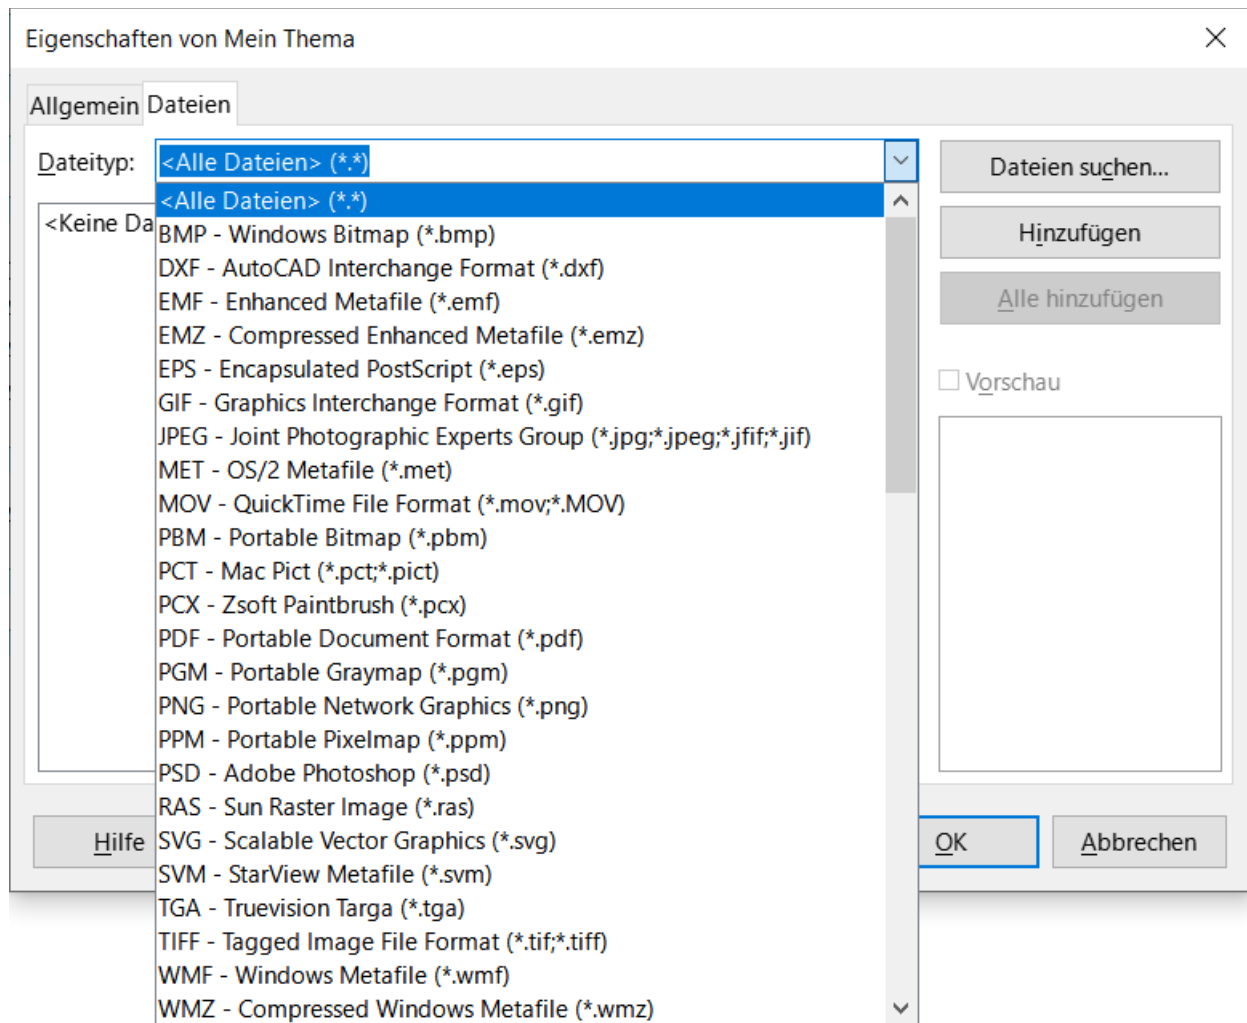 Eigenschaften von Mein Thema
Allgemein Dateien
Dateityp: <Alle Dateien> (*.*)
Dateien suchen...
<Alle Dateien> (*.*)
<Keine Da
BMP - Windows Bitmap (*.bmp)
Hinzufügen
DXF - AutoCAD Interchange Format (*.dxf)
EMF - Enhanced Metafile (*.emf)
Alle hinzufügen
EMZ - Compressed Enhanced Metafile (*.emz)
EPS - Encapsulated PostScript (*.eps)
Vorschau
GIF - Graphics Interchange Format (*.gif)
JPEG - Joint Photographic Experts Group (*.jpg;*.jpeg;*.jfif;*.jif)
MET - OS/2 Metafile (*.met)
MOV - QuickTime File Format (*.mov;*.MOV)
PBM - Portable Bitmap (*.pbm)
PCT - Mac Pict (*.pct;*.pict)
PCX - Zsoft Paintbrush (*.pcx)
PDF - Portable Document Format (*.pdf)
PGM - Portable Graymap (*.pgm)
PNG - Portable Network Graphics (*.png)
PPM - Portable Pixelmap (*.ppm)
PSD - Adobe Photoshop (*.psd)
RAS - Sun Raster Image (*.ras)
SVG - Scalable Vector Graphics (*.svg)
Hilfe
OK
Abbrechen
SVM - StarView Metafile (*.svm)
TGA - Truevision Targa (*.tga)
TIFF - Tagged Image File Format (*.tif;*.tiff)
WMF - Windows Metafile (*.wmf)
WMZ - Compressed Windows Metafile (*.wmz)